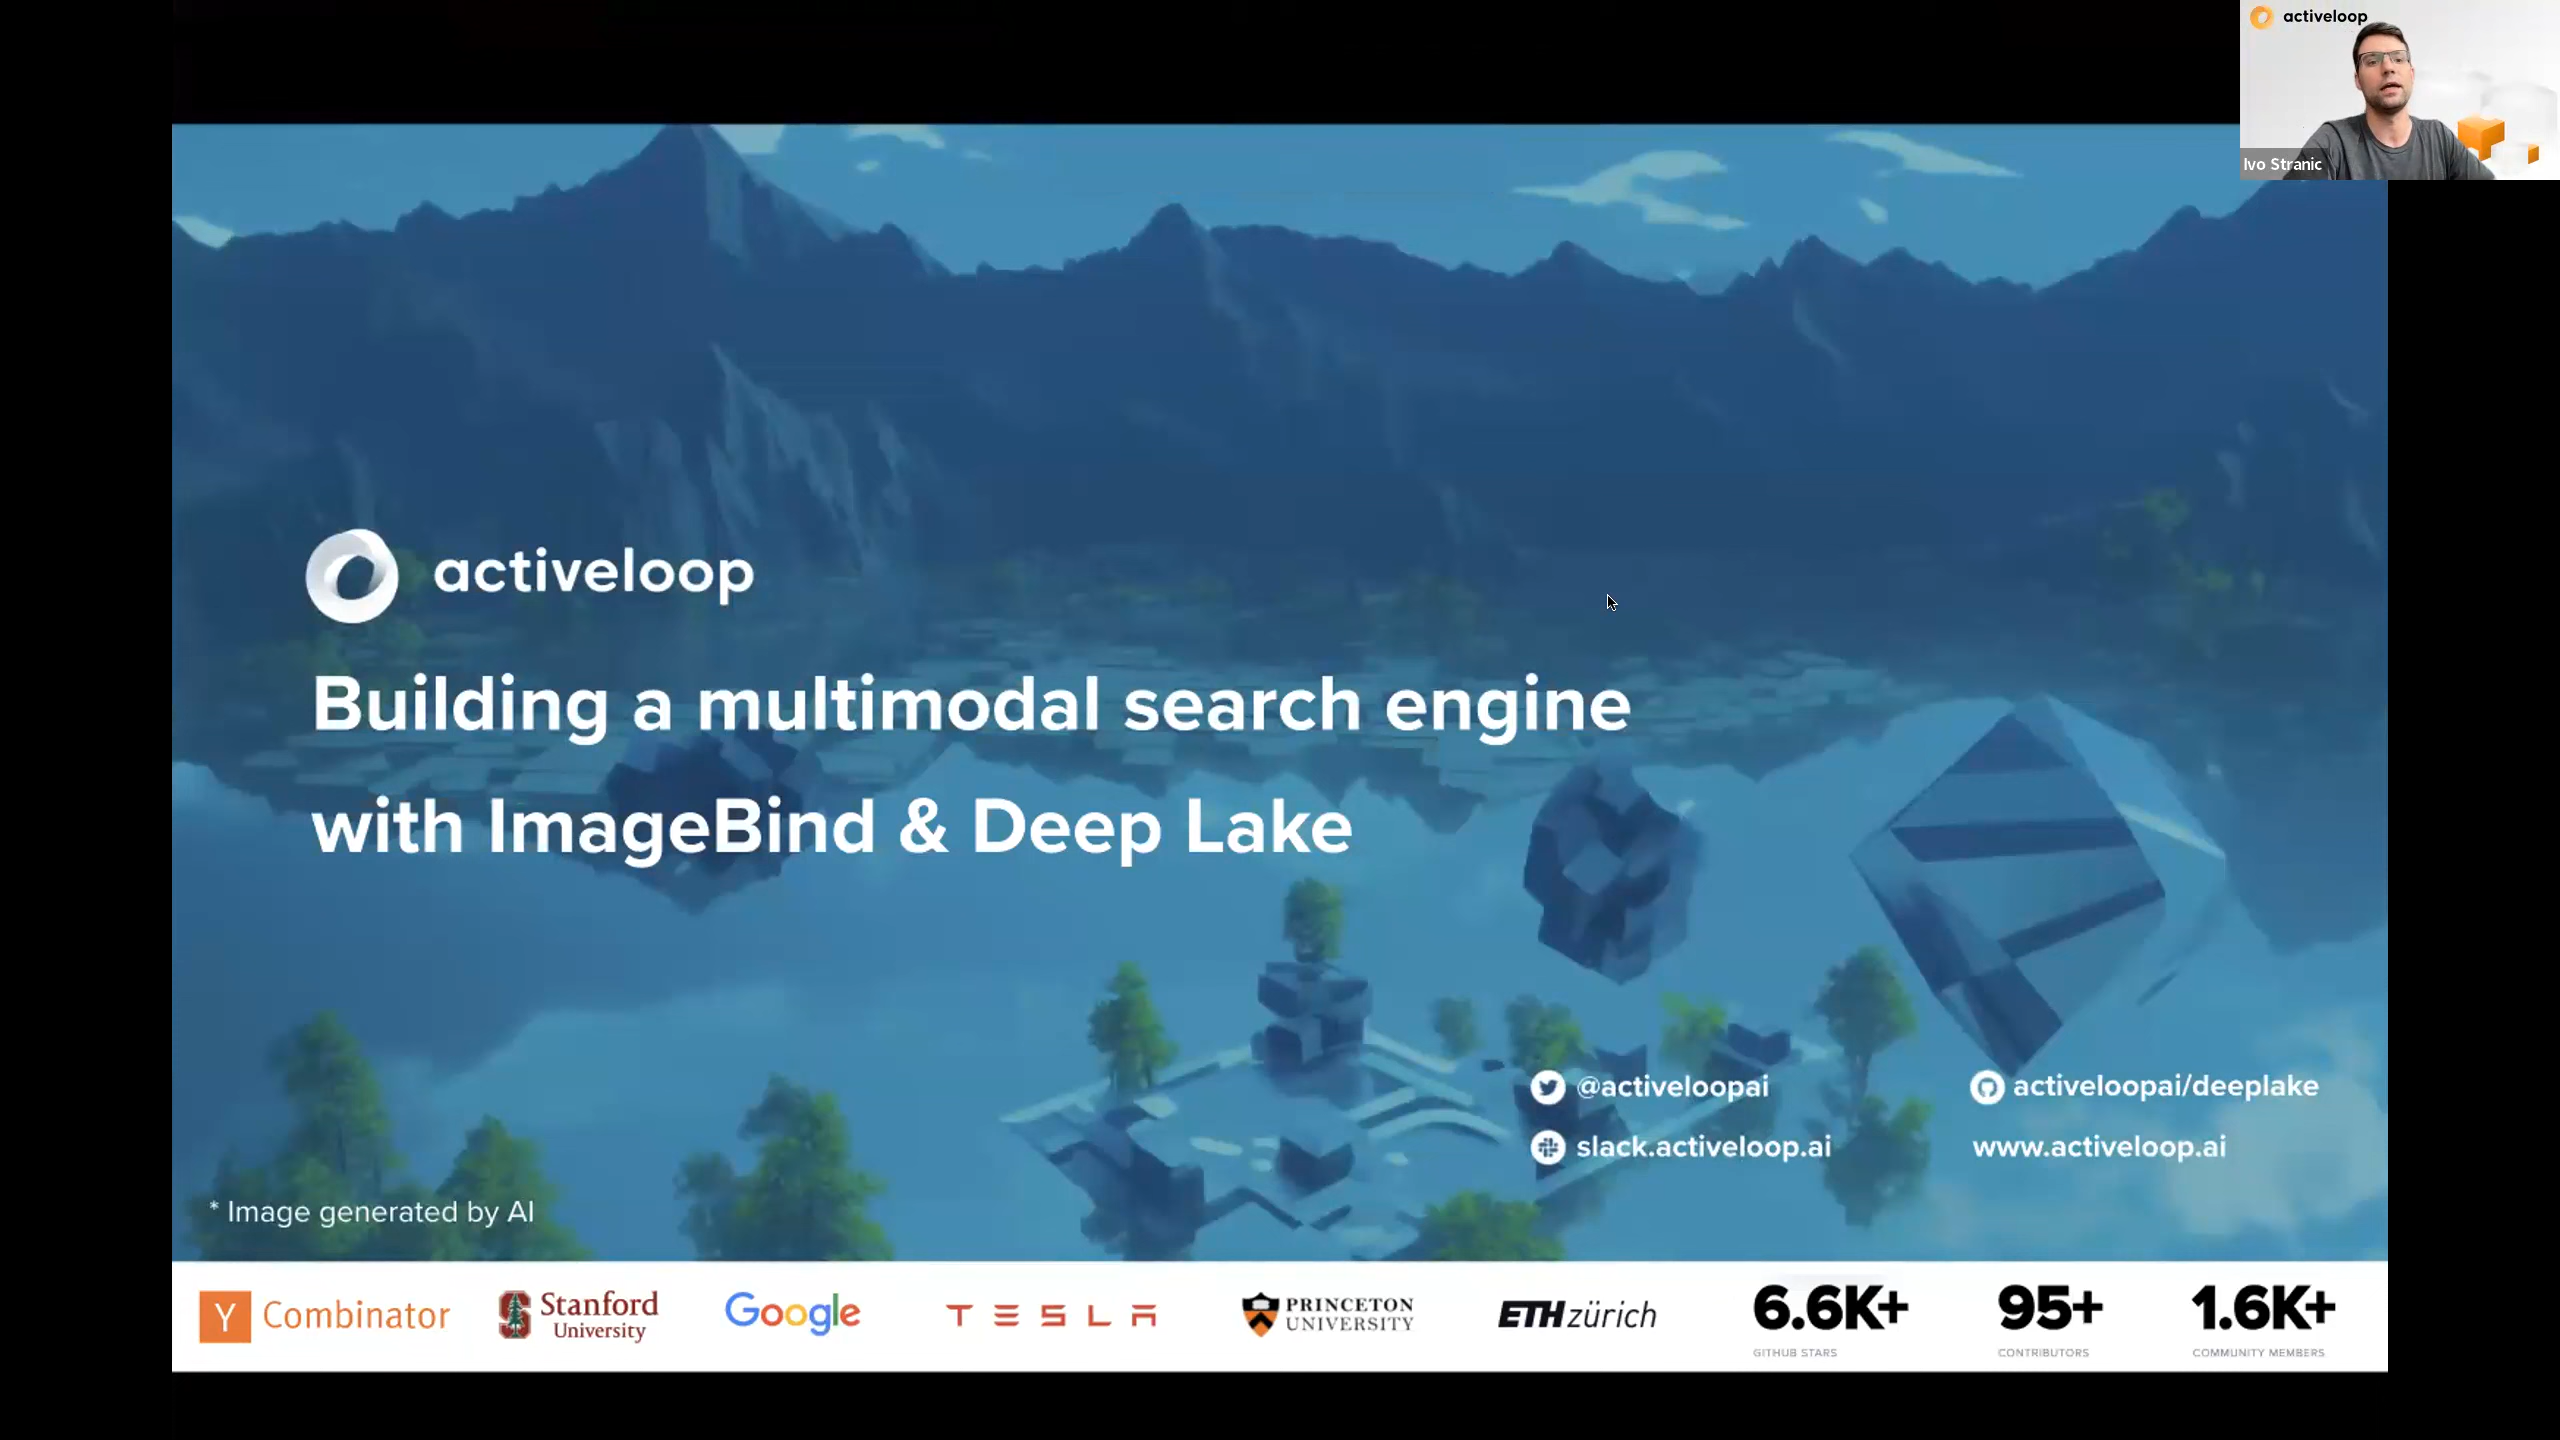 activeloop
Ivo Stranic
activeloop
Building a multimodal search engine
with ImageBind & Deep Lake
@activeloopai
activeloopai/deeplake
slack.activeloop.ai
www.activeloop.ai
* Image generated by AI
Y Combinator
Stanford
University
Google
TESLA
PRINCETON
UNIVERSITY
ETH zürich
6.6K+
GITHUB STARS
95+
CONTRIBUTORS
1.6K+
COMMUNITY MEMBERS